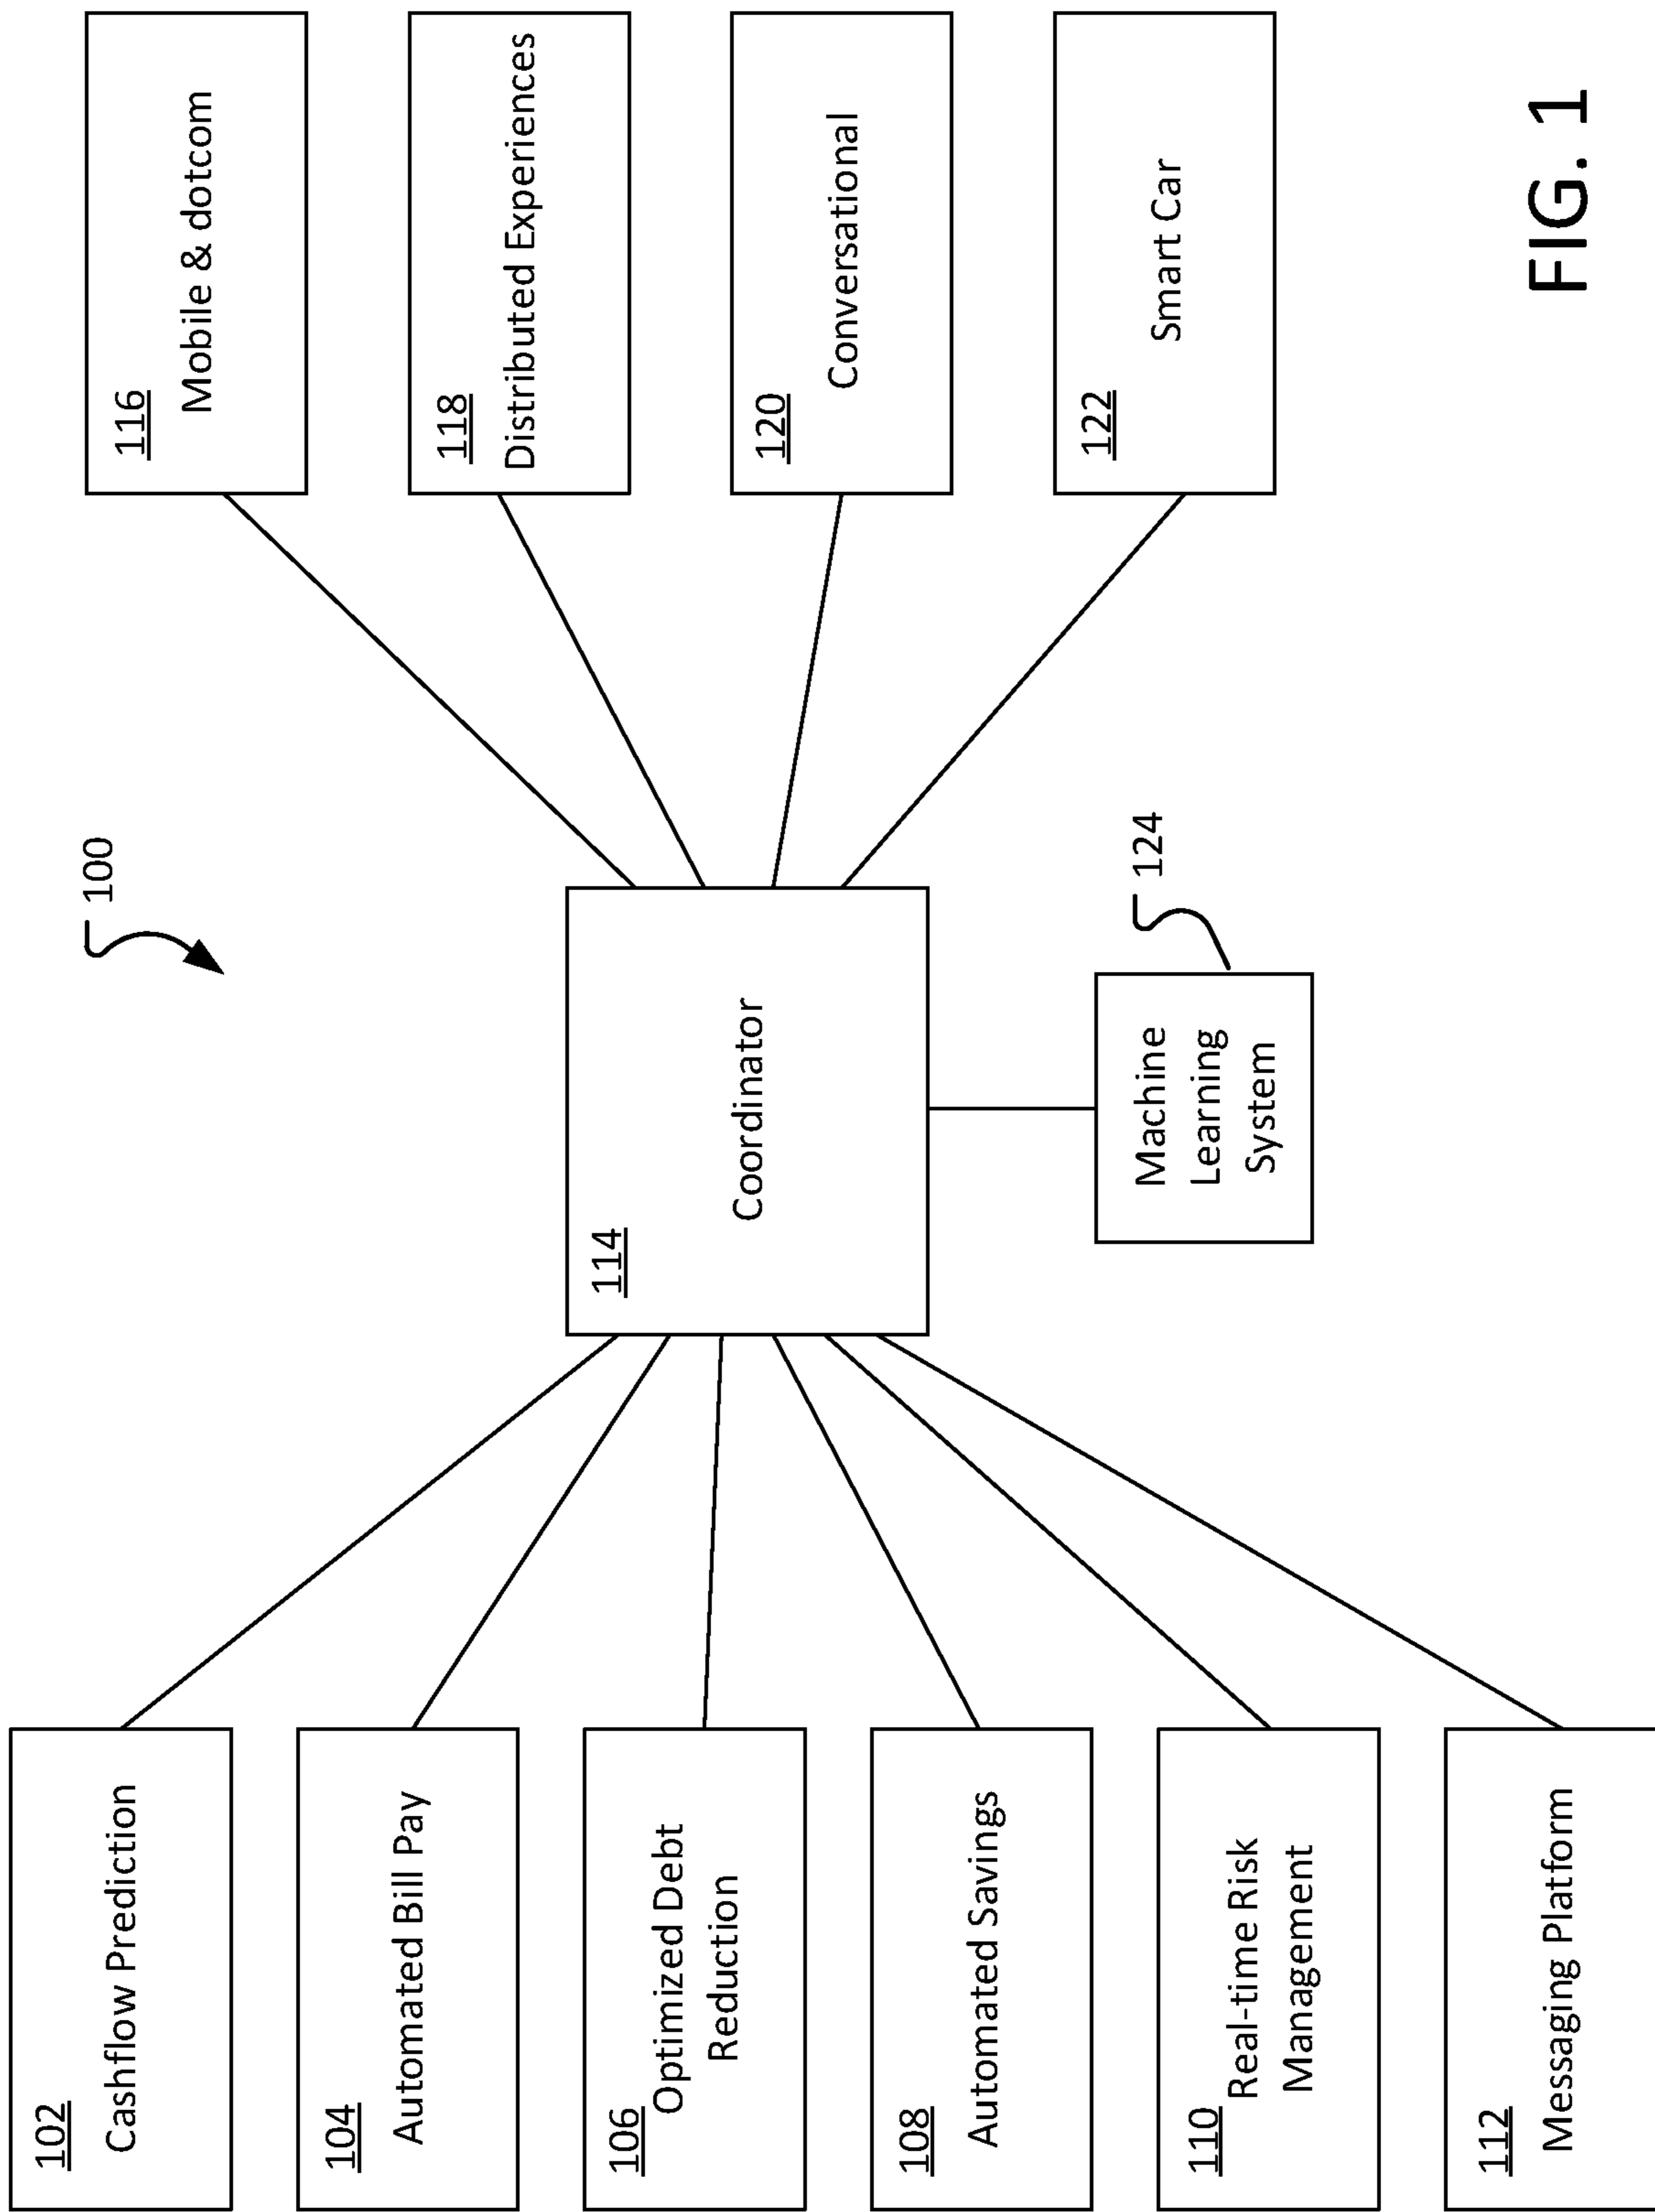 100
102
Cashflow Prediction
104
Automated Bill Pay
106
Optimized Debt
Reduction
108
Automated Savings
110
Real-time Risk
Management
112
Messaging Platform
114
Coordinator
Machine
Learning
System
124
116
Mobile & dotcom
118
Distributed Experiences
120
Conversational
122
Smart Car
FIG. 1